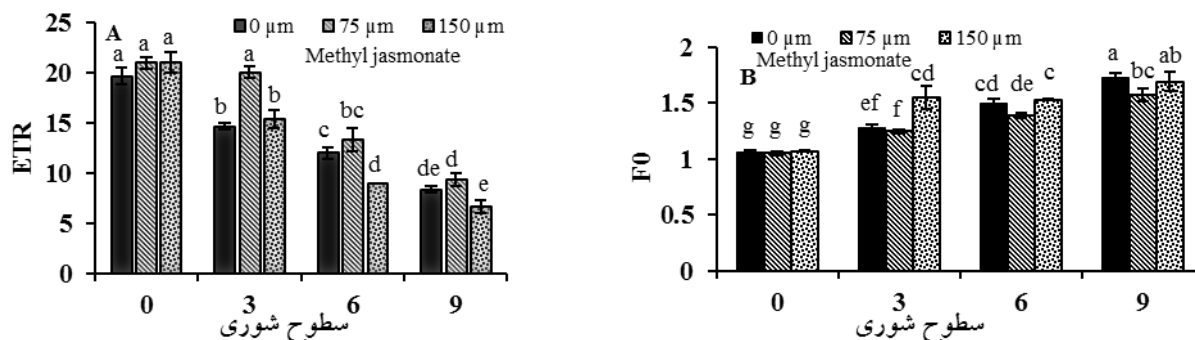 A
0 µm 75 µm 150 µm
Methyl jasmonate
ETR
25
20
15
10
5
0
a a a
b a b
c bc d
de d e
0 3 6 9
سطوح شوری
B
0 µm 75 µm 150 µm
Methyl jasmonate
F0
2
1.5
1
0.5
0
g g g
ef f cd
cd de c
a bc ab
0 3 6 9
سطوح شوری